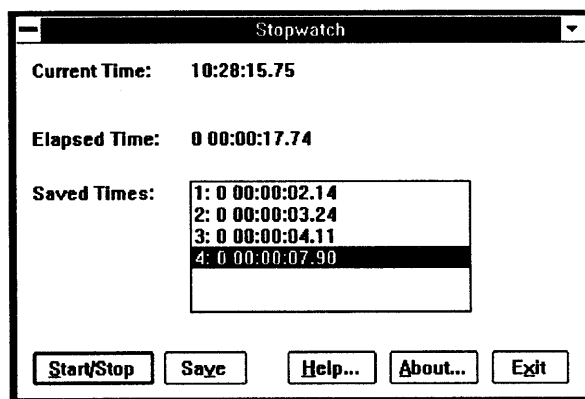 Stopwatch
Current Time: 10:28:15.75
Elapsed Time: 0 00:00:17.74
Saved Times:
1: 0 00:00:02.14
2: 0 00:00:03.24
3: 0 00:00:04.11
4: 0 00:00:07.90
Start/Stop Save Help... About... Exit